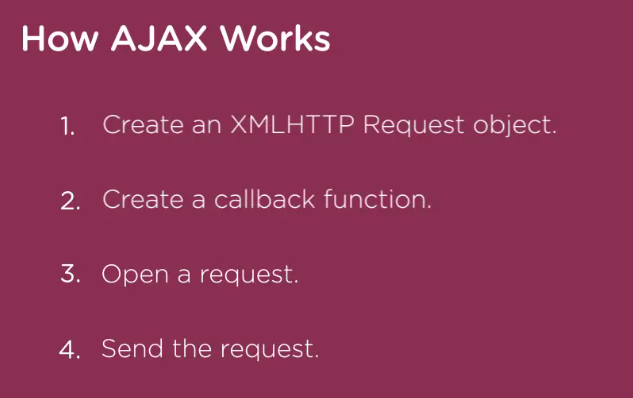 How AJAX Works
1. Create an XMLHTTP Request object.
2. Create a callback function.
3. Open a request.
4. Send the request.